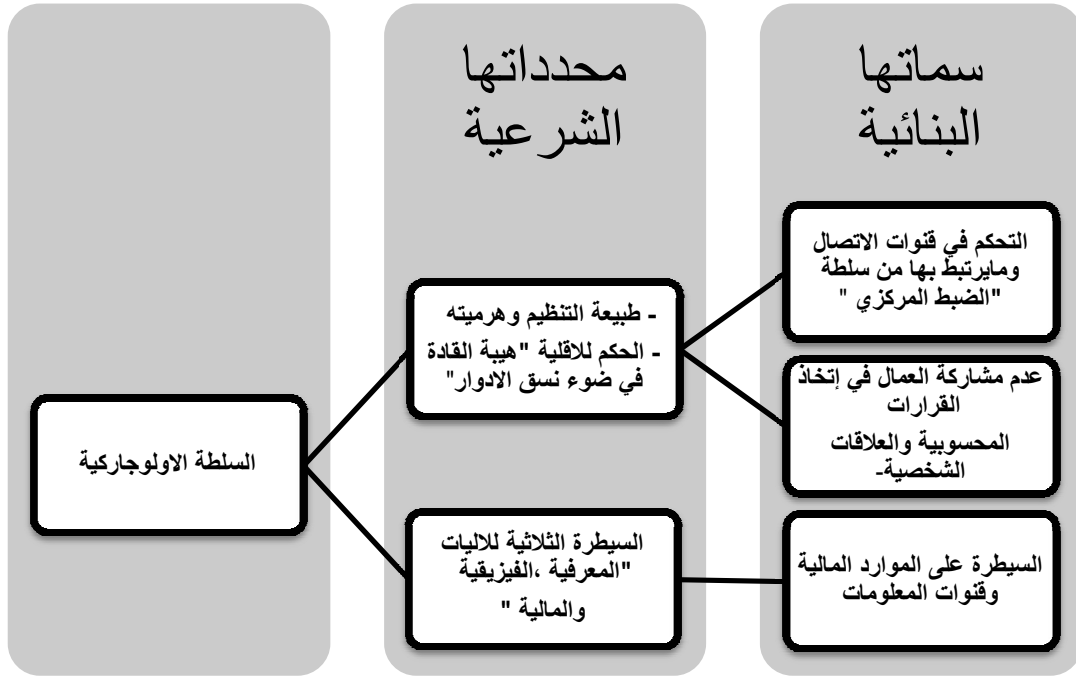 محدداتها
الشرعية
سماتها
البنائية
السلطة الاولوجاركية
- طبيعة التنظيم وهرميته
- الحكم للاقلية "هيبة القادة
في ضوء نسق الادوار"
السيطرة الثلاثية للاليات
"المعرفية ،الفيزيقية
والمالية "
التحكم في قنوات الاتصال
ومايرتبط بها من سلطة
"الضبط المركزي "
عدم مشاركة العمال في إتخاذ
القرارات
المحسوبية والعلاقات
الشخصية-
السيطرة على الموارد المالية
وقنوات المعلومات